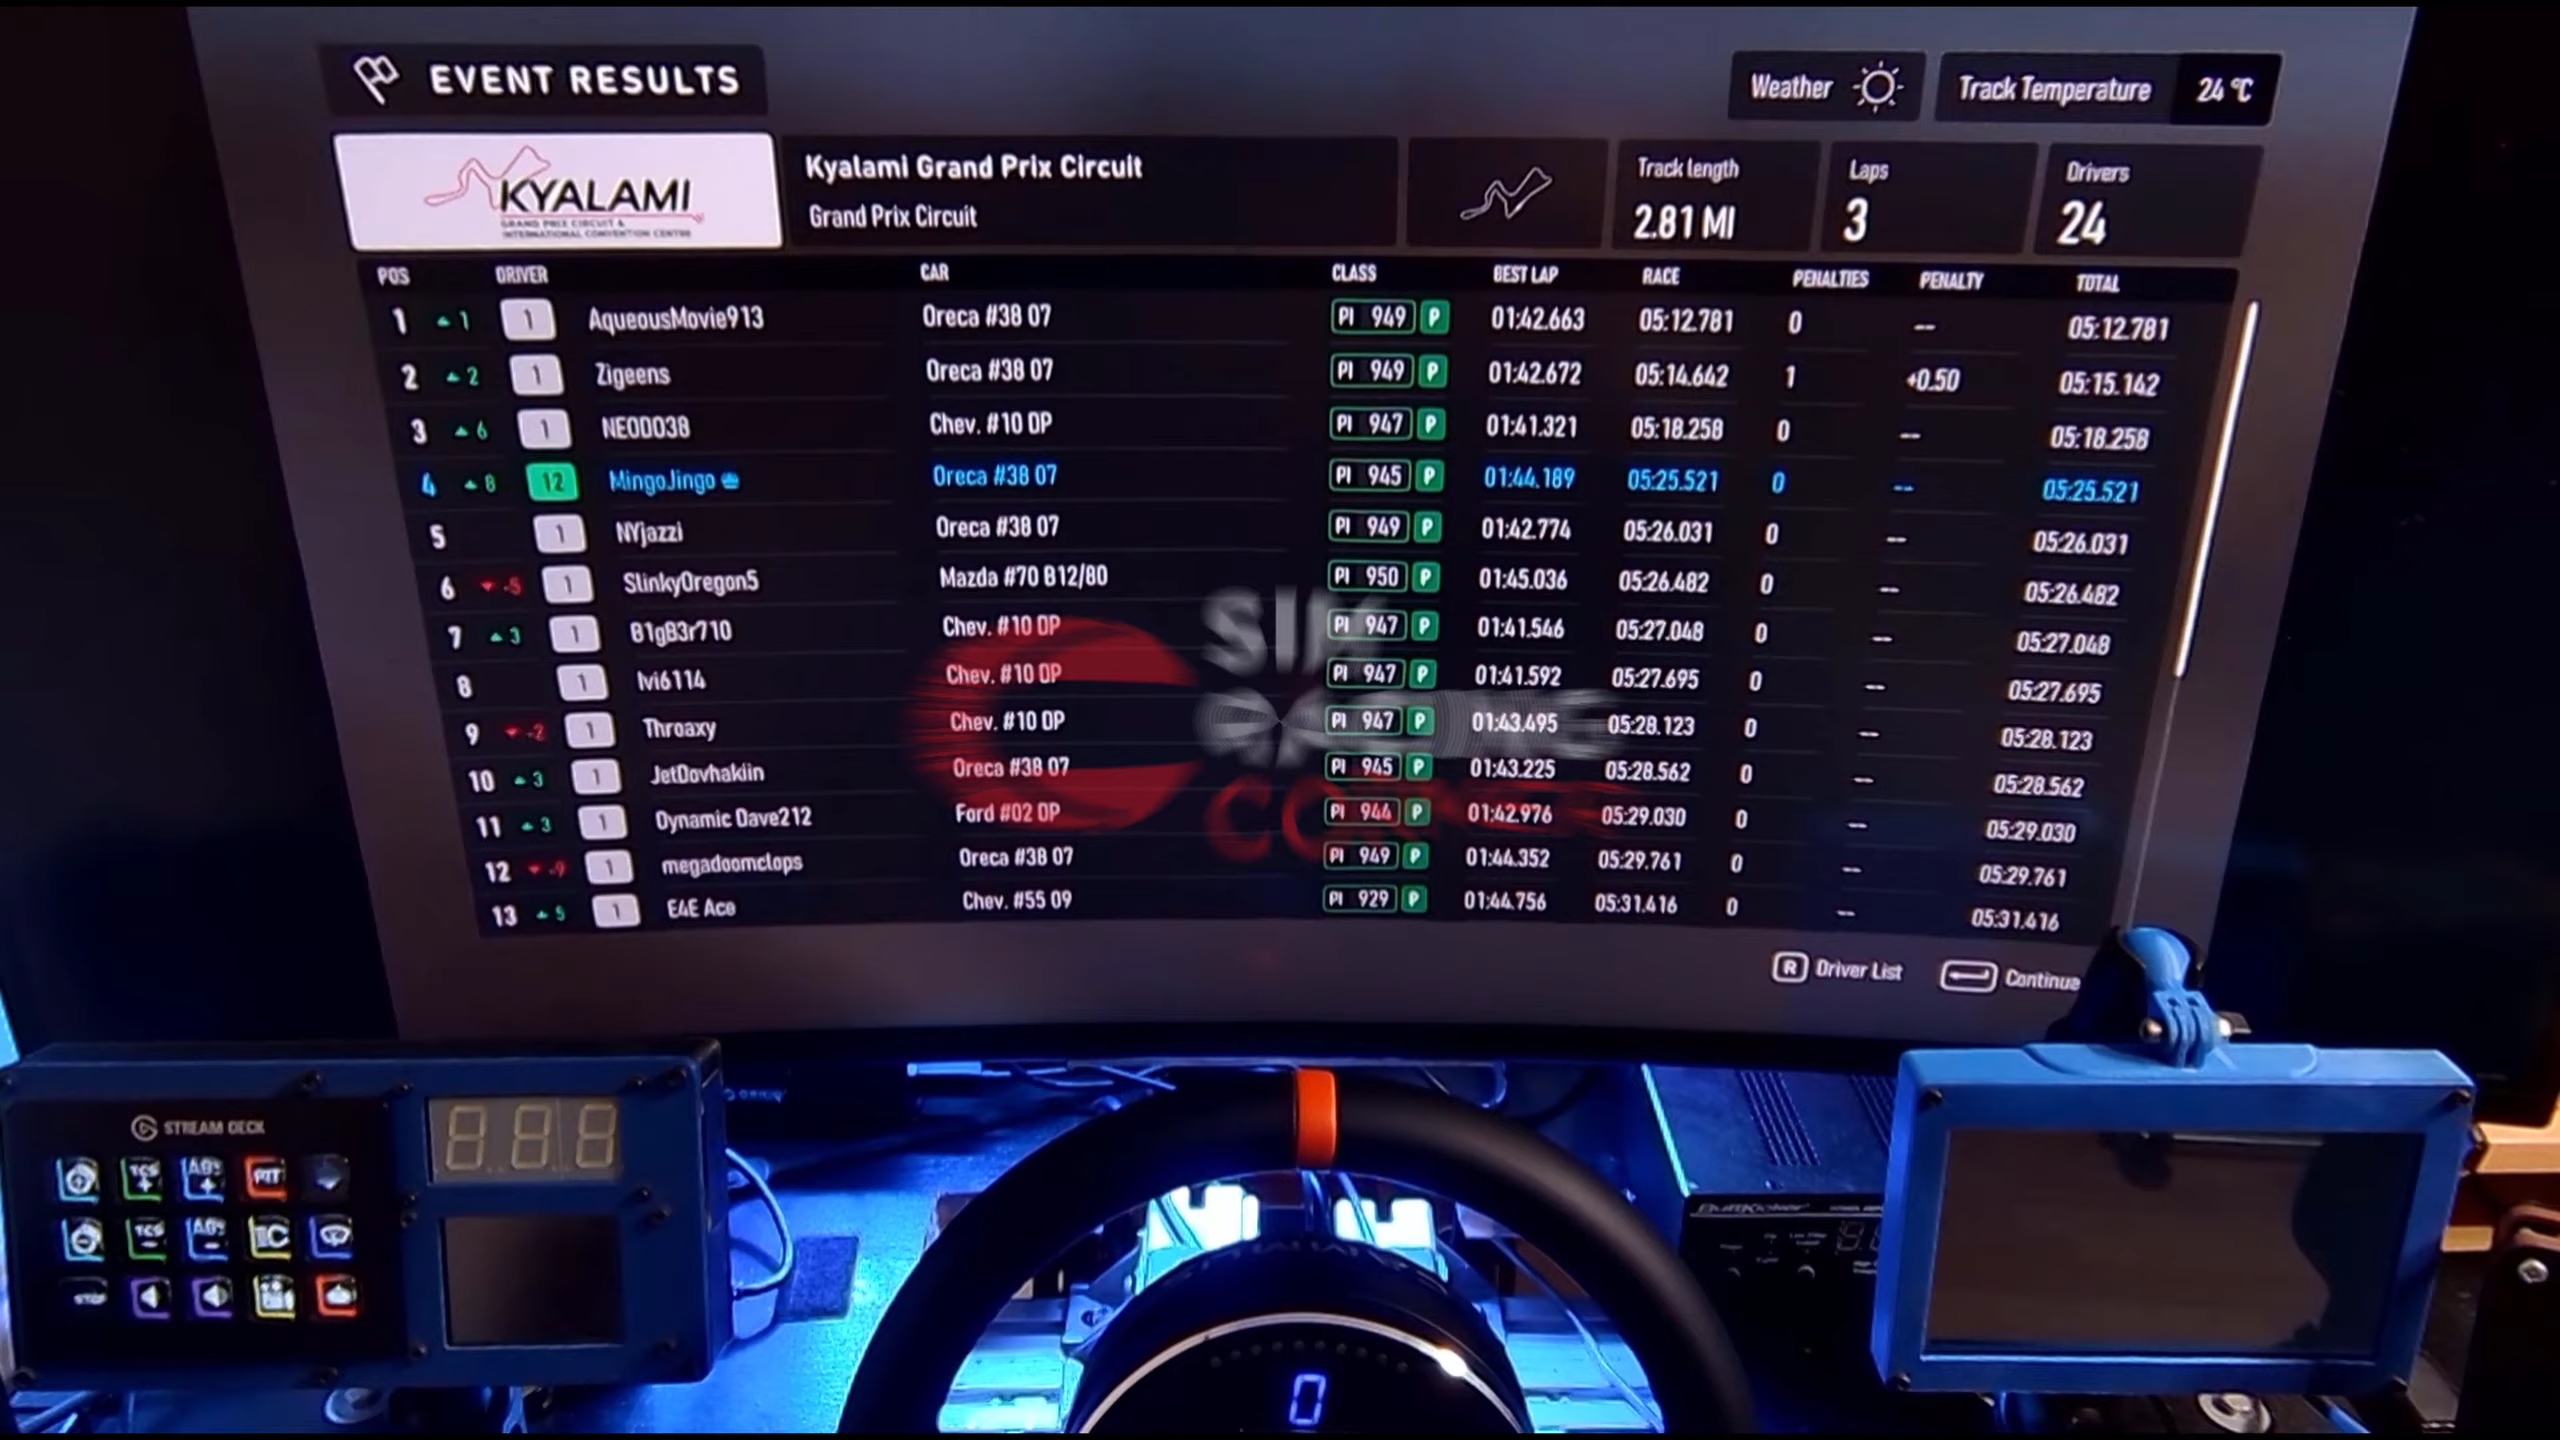 EVENT RESULTS
Weather
Track Temperature 24 °C
KYALAMI
GRAND PRIX CIRCUIT &
INTERNATIONAL CONVENTION CENTRE
Kyalami Grand Prix Circuit
Grand Prix Circuit
Track length
2.81 MI
Laps
3
Drivers
24
POS DRIVER CAR CLASS BEST LAP RACE PENALTIES PENALTY TOTAL
1 1 1 AqueousMovie913 Oreca #38 07 PI 949 P 01:42.663 05:12.781 0 -- 05:12.781
2 2 1 Zigeens Oreca #38 07 PI 949 P 01:42.672 05:14.642 1 +0.50 05:15.142
3 6 1 NEODO38 Chev. #10 DP PI 947 P 01:41.321 05:18.258 0 -- 05:18.258
4 8 12 MingoJingo Oreca #38 07 PI 945 P 01:44.189 05:25.521 0 -- 05:25.521
5 1 NYjazzi Oreca #38 07 PI 949 P 01:42.774 05:26.031 0 -- 05:26.031
6 -5 1 SlinkyOregon5 Mazda #70 B12/80 PI 950 P 01:45.036 05:26.482 0 -- 05:26.482
7 3 1 B1gB3r710 Chev. #10 DP PI 947 P 01:41.546 05:27.048 0 -- 05:27.048
8 1 lvi6114 Chev. #10 DP PI 947 P 01:41.592 05:27.695 0 -- 05:27.695
9 -2 1 Throaxy Chev. #10 DP PI 947 P 01:43.495 05:28.123 0 -- 05:28.123
10 3 1 JetDovhakiin Oreca #38 07 PI 945 P 01:43.225 05:28.562 0 -- 05:28.562
11 3 1 Dynamic Dave212 Ford #02 DP PI 944 P 01:42.976 05:29.030 0 -- 05:29.030
12 -9 1 megadoomclops Oreca #38 07 PI 949 P 01:44.352 05:29.761 0 -- 05:29.761
13 5 1 E4E Ace Chev. #55 09 PI 929 P 01:44.756 05:31.416 0 -- 05:31.416
SIM
R Driver List
Continue
STREAM DECK
TCS + ABS + PIT
TCS - ABS -
STOP
ButtKicker
0